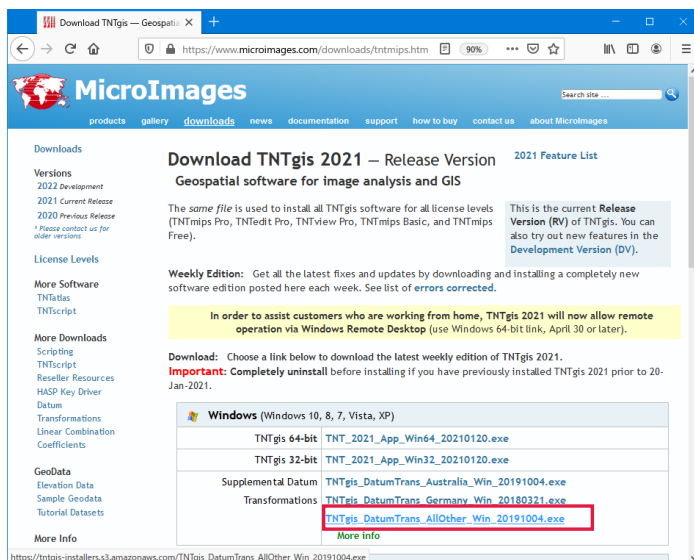 Download TNTgis — Geospatia
https://www.microimages.com/downloads/tntmips.htm
90%
MicroImages
Search site ...
products gallery downloads news documentation support how to buy contact us about MicroImages
Downloads
Versions
2022 Development
2021 Current Release
2020 Previous Release
* Please contact us for
older versions
License Levels
More Software
TNTatlas
TNTscript
More Downloads
Scripting
TNTscript
Reseller Resources
HASP Key Driver
Datum
Transformations
Linear Combination
Coefficients
GeoData
Elevation Data
Sample Geodata
Tutorial Datasets
More Info
Download TNTgis 2021 — Release Version
2021 Feature List
Geospatial software for image analysis and GIS
The same file is used to install all TNTgis software for all license levels
(TNTmips Pro, TNTedit Pro, TNTview Pro, TNTmips Basic, and TNTmips
Free).
This is the current Release
Version (RV) of TNTgis. You can
also try out new features in the
Development Version (DV).
Weekly Edition: Get all the latest fixes and updates by downloading and installing a completely new
software edition posted here each week. See list of errors corrected.
In order to assist customers who are working from home, TNTgis 2021 will now allow remote
operation via Windows Remote Desktop (use Windows 64-bit link, April 30 or later).
Download: Choose a link below to download the latest weekly edition of TNTgis 2021.
Important: Completely uninstall before installing if you have previously installed TNTgis 2021 prior to 20-
Jan-2021.
Windows (Windows 10, 8, 7, Vista, XP)
TNTgis 64-bit TNT_2021_App_Win64_20210120.exe
TNTgis 32-bit TNT_2021_App_Win32_20210120.exe
Supplemental Datum TNTgis_DatumTrans_Australia_Win_20191004.exe
Transformations TNTgis_DatumTrans_Germany_Win_20180321.exe
TNTgis_DatumTrans_AllOther_Win_20191004.exe
More info
https://tntgis-installers.s3.amazonaws.com/TNTgis_DatumTrans_AllOther_Win_20191004.exe